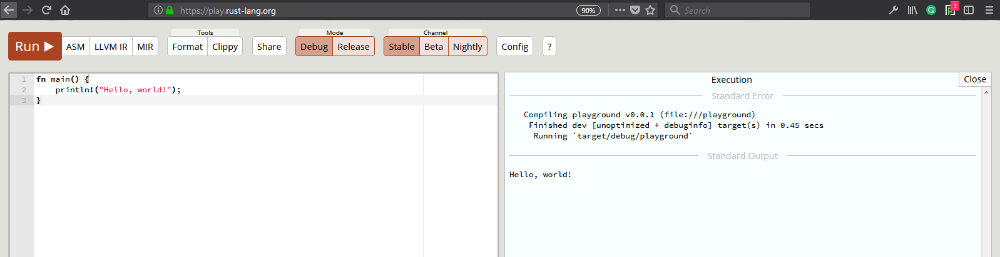 https://play.rust-lang.org
90%
Search
Run ▶
ASM
LLVM IR
MIR
Tools
Format
Clippy
Share
Mode
Debug
Release
Channel
Stable
Beta
Nightly
Config
?
1 fn main() {
2     println!("Hello, world!");
3 }
Execution
Close
Standard Error
Compiling playground v0.0.1 (file:///playground)
Finished dev [unoptimized + debuginfo] target(s) in 0.45 secs
Running `target/debug/playground`
Standard Output
Hello, world!